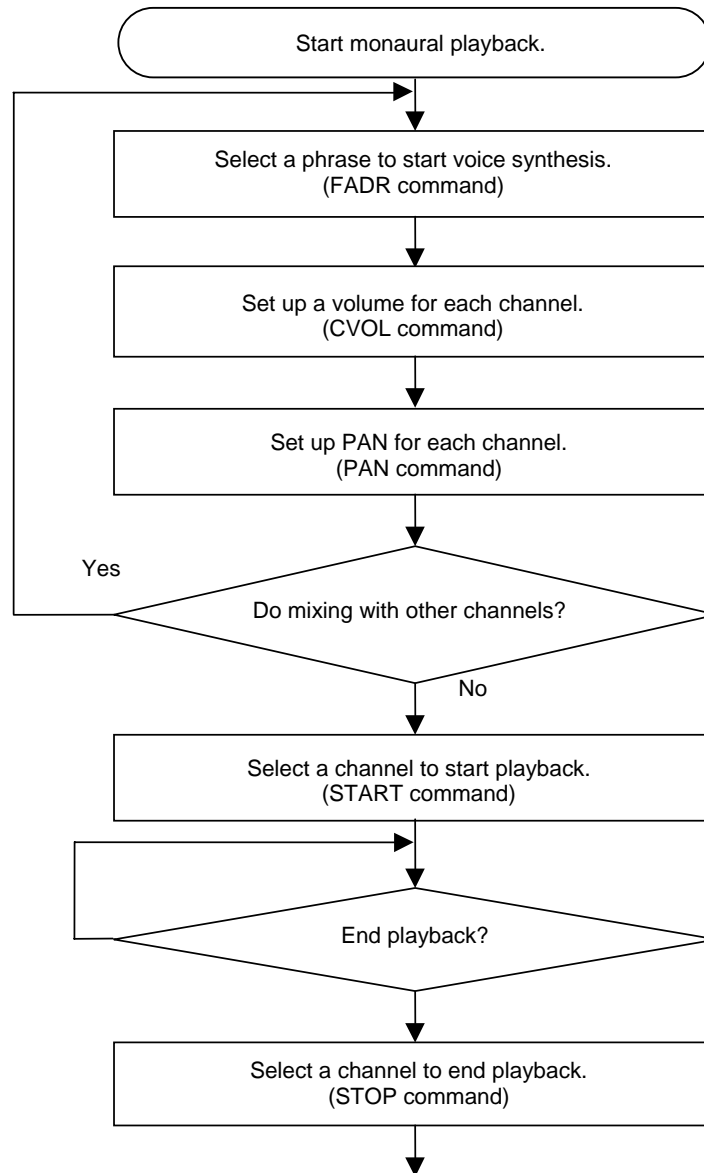 Start monaural playback.
Select a phrase to start voice synthesis.
(FADR command)
Set up a volume for each channel.
(CVOL command)
Set up PAN for each channel.
(PAN command)
Yes
Do mixing with other channels?
No
Select a channel to start playback.
(START command)
End playback?
Select a channel to end playback.
(STOP command)